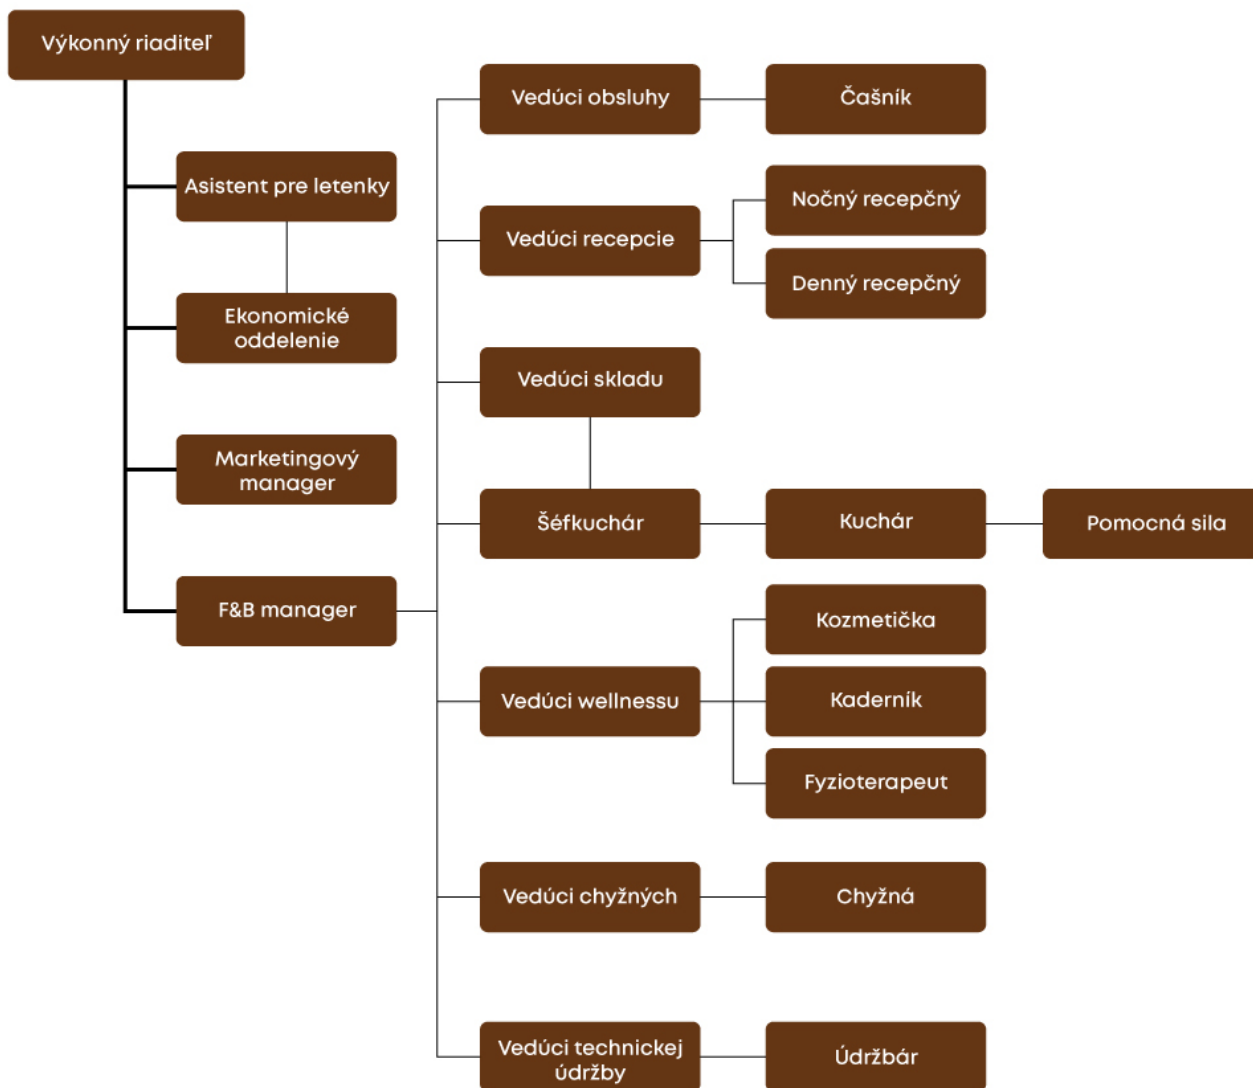 Výkonný riaditeľ
Asistent pre letenky
Ekonomické
oddelenie
Marketingový
manager
F&B manager
Vedúci obsluhy
Čašník
Vedúci recepcie
Nočný recepčný
Denný recepčný
Vedúci skladu
Šéfkuchár
Kuchár
Pomocná sila
Vedúci wellnessu
Kozmetička
Kaderník
Fyzioterapeut
Vedúci chyžných
Chyžná
Vedúci technickej
údržby
Údržbár